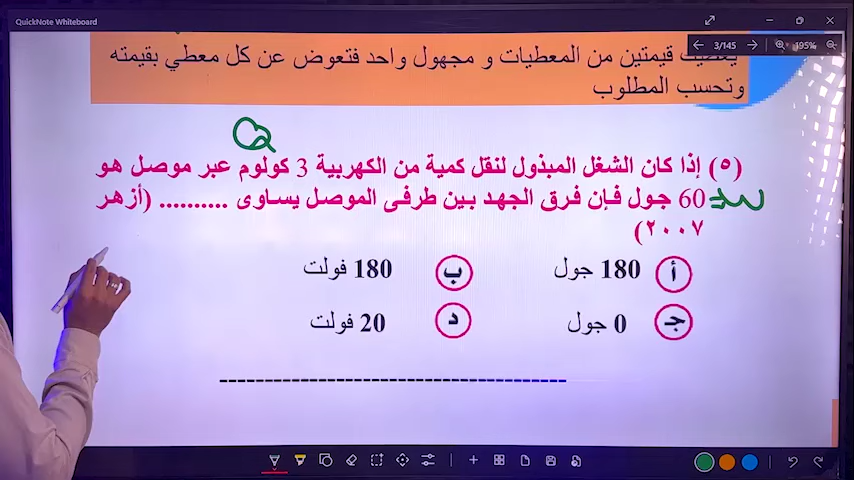 QuickNote Whiteboard
3/145
195%
قيمتين من المعطيات و مجهول واحد فتعوض عن كل معطي بقيمته
وتحسب المطلوب
Q
(٥) إذا كان الشغل المبذول لنقل كمية من الكهربية 3 كولوم عبر موصل هو
60 جول فإن فرق الجهد بين طرفى الموصل يساوى .......... (أزهر
٢٠٠٧)
أ 180 جول
ب 180 فولت
جـ 0 جول
د 20 فولت